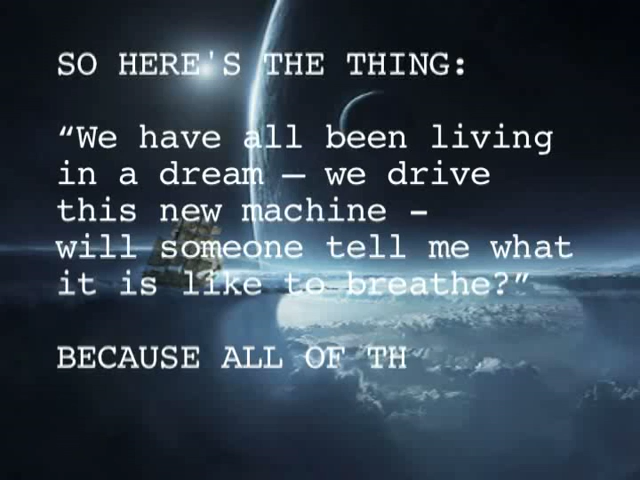 SO HERE'S THE THING:
“We have all been living
in a dream – we drive
this new machine -
will someone tell me what
it is like to breathe?”
BECAUSE ALL OF TH